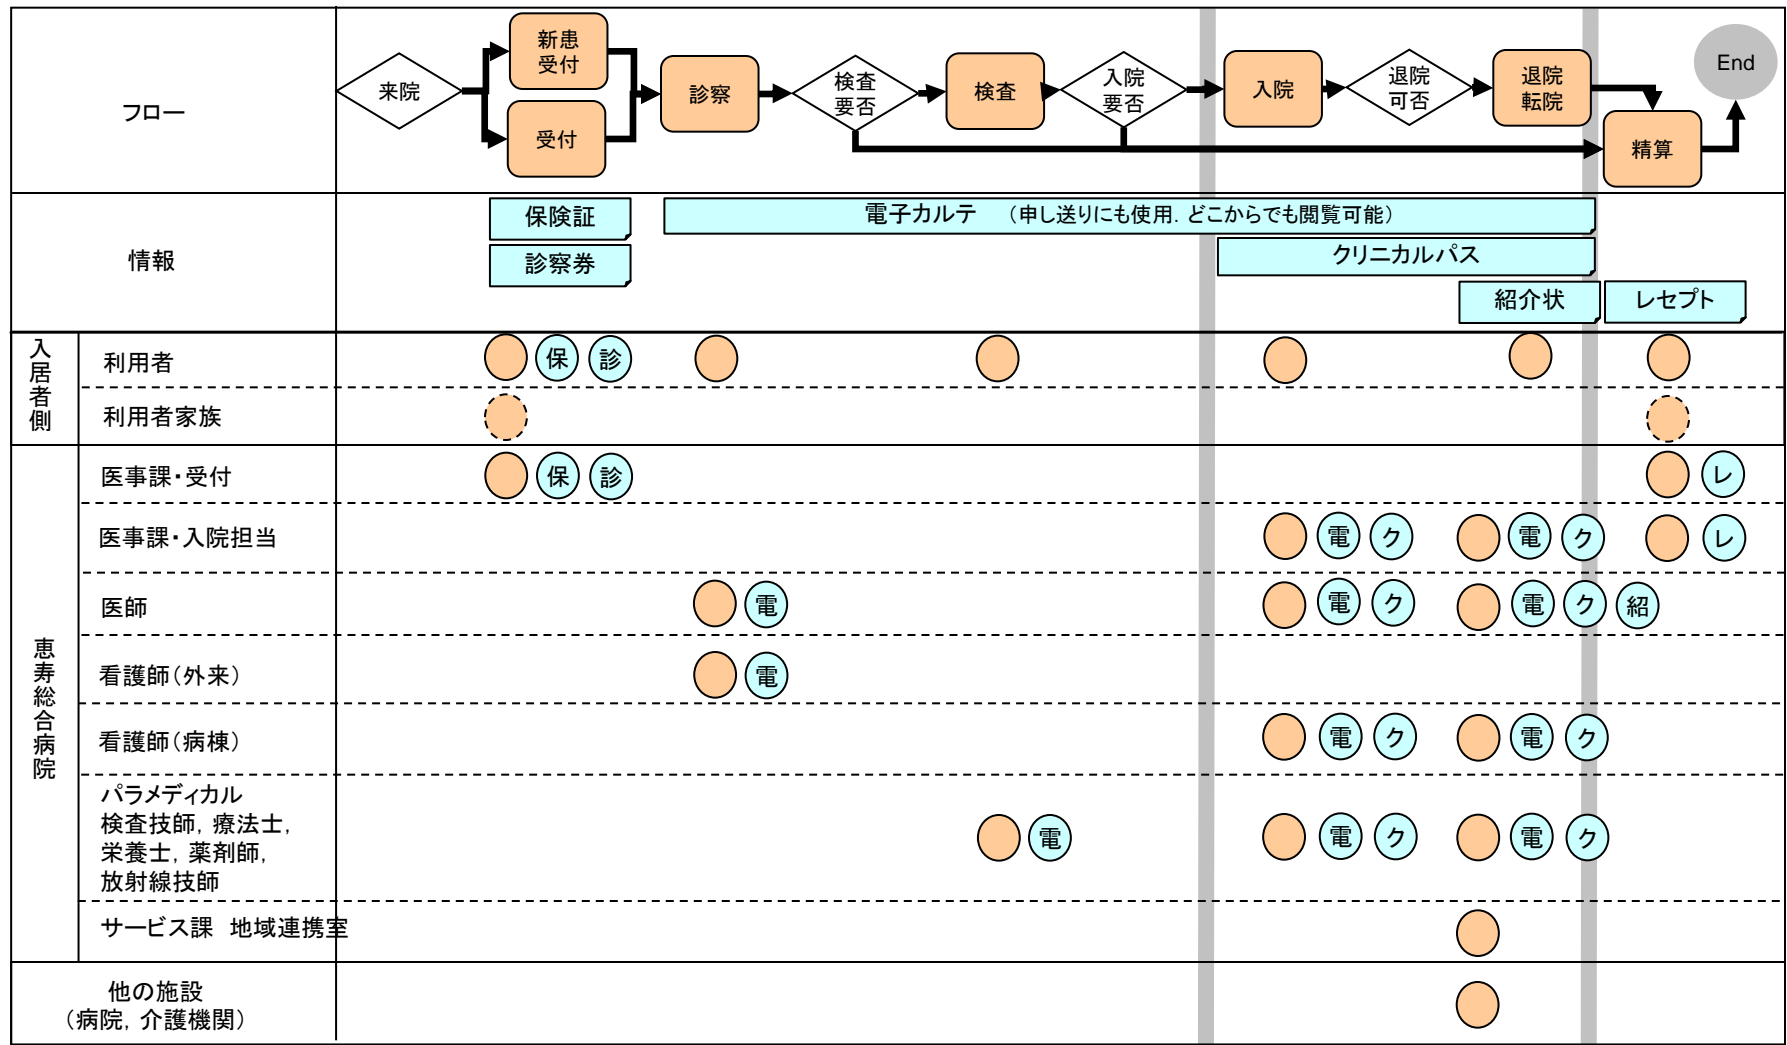 フロー
来院
新患
受付
受付
診察
検査
要否
検査
入院
要否
入院
退院
可否
退院
転院
精算
End
情報
保険証
診察券
電子カルテ （申し送りにも使用. どこからでも閲覧可能）
クリニカルパス
紹介状
レセプト
入居者側
利用者
保
診
利用者家族
恵寿総合病院
医事課・受付
保
診
レ
医事課・入院担当
電
ク
電
ク
レ
医師
電
電
ク
電
ク
紹
看護師（外来）
電
看護師（病棟）
電
ク
電
ク
パラメディカル
検査技師, 療法士,
栄養士, 薬剤師,
放射線技師
電
電
ク
電
ク
サービス課 地域連携室
他の施設
（病院, 介護機関）